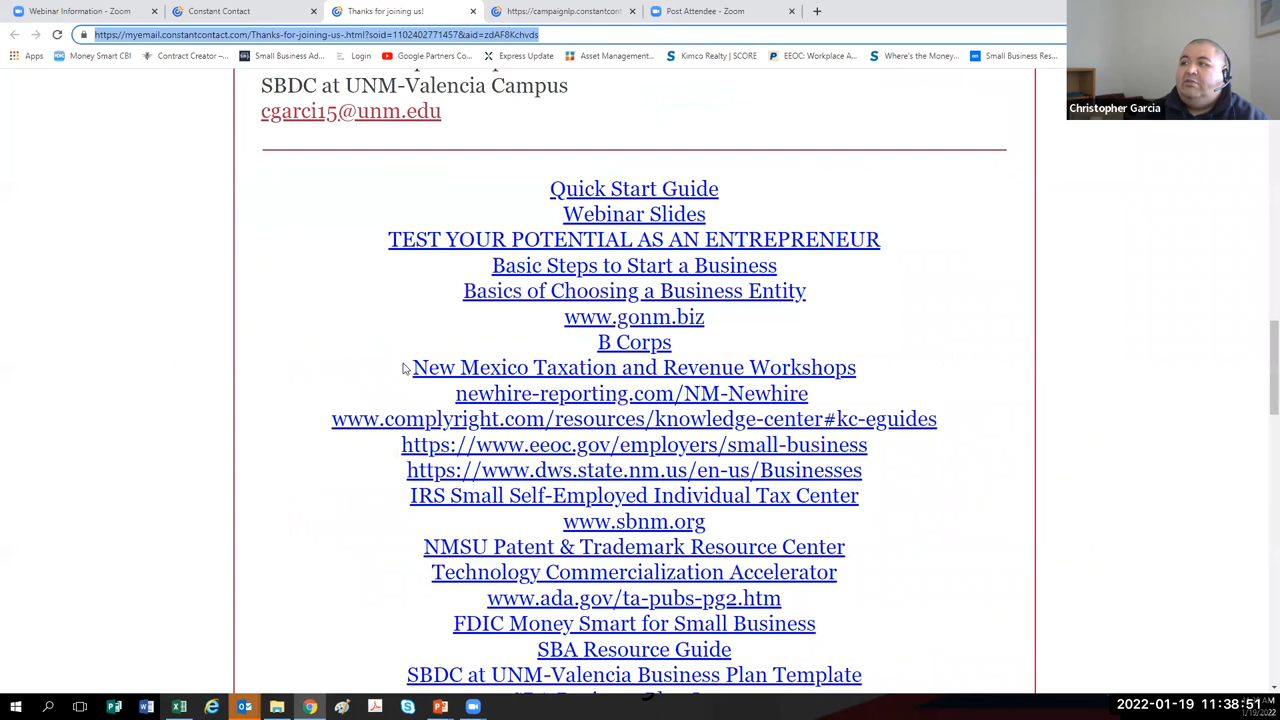 Webinar Information - Zoom
Constant Contact
Thanks for joining us!
https://campaignlp.constantcont
Post Attendee - Zoom
https://myemail.constantcontact.com/Thanks-for-joining-us-.html?soid=1102402771457&aid=zdAF8Kchvds
Apps
Money Smart CBI
Contract Creator -...
Small Business Ad...
Login
Google Partners Co...
Express Update
Asset Management...
Kimco Realty | SCORE
EEOC: Workplace A...
Where's the Money...
Small Business Res...
Christopher Garcia
SBDC at UNM-Valencia Campus
cgarci15@unm.edu
Quick Start Guide
Webinar Slides
TEST YOUR POTENTIAL AS AN ENTREPRENEUR
Basic Steps to Start a Business
Basics of Choosing a Business Entity
www.gonm.biz
B Corps
New Mexico Taxation and Revenue Workshops
newhire-reporting.com/NM-Newhire
www.complyright.com/resources/knowledge-center#kc-eguides
https://www.eeoc.gov/employers/small-business
https://www.dws.state.nm.us/en-us/Businesses
IRS Small Self-Employed Individual Tax Center
www.sbnm.org
NMSU Patent & Trademark Resource Center
Technology Commercialization Accelerator
www.ada.gov/ta-pubs-pg2.htm
FDIC Money Smart for Small Business
SBA Resource Guide
SBDC at UNM-Valencia Business Plan Template
2022-01-19 11:38:51
1/19/2022